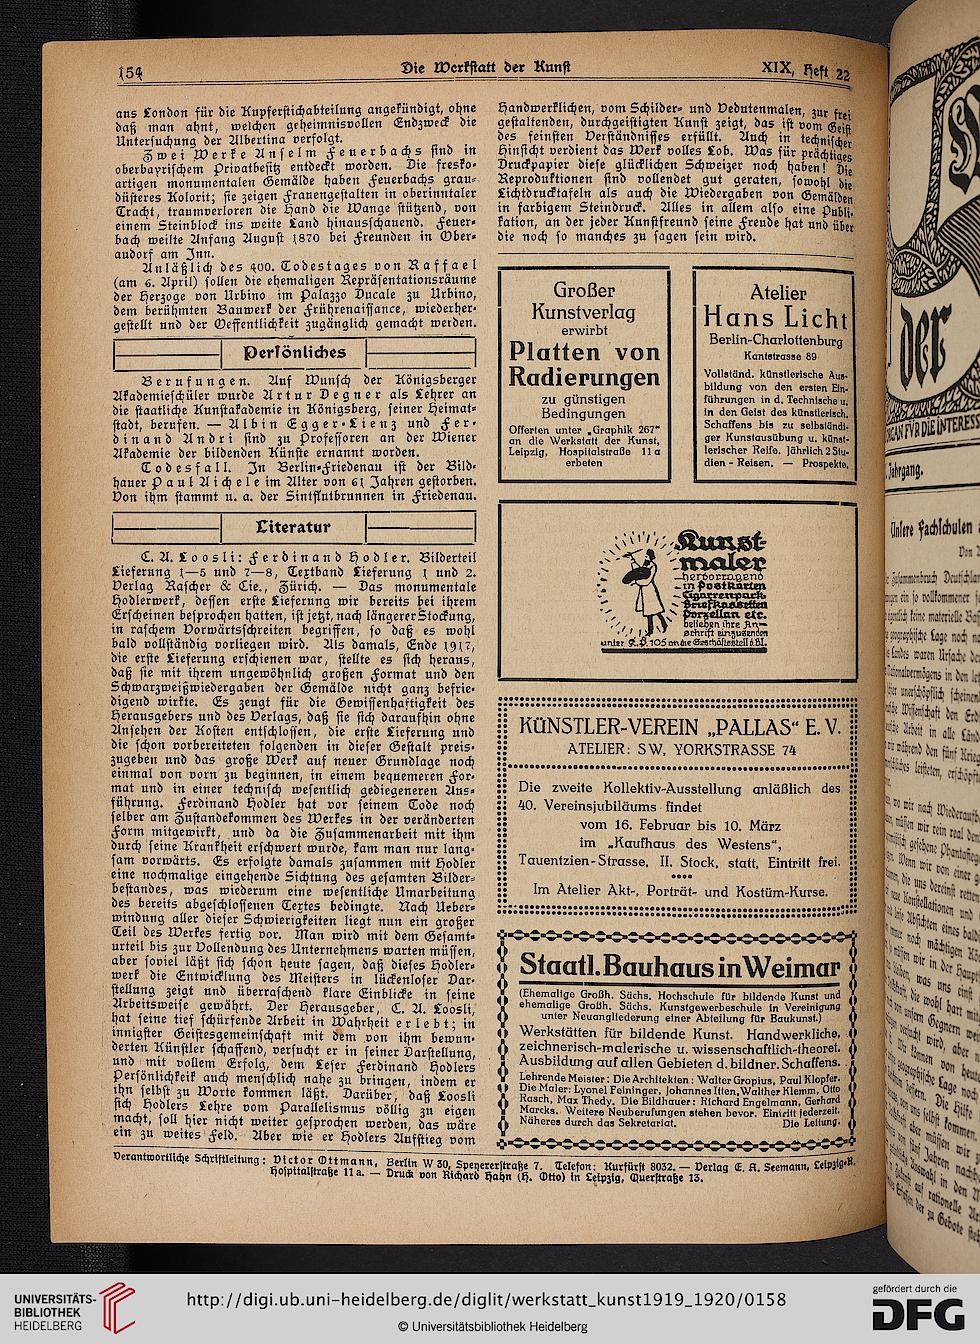 154
Die Werkstatt der Kunst
XIX, Heft 22
aus London für die Kupferstichabteilung angekündigt, ohne
daß man ahnt, welchen geheimnisvollen Endzweck die
Untersuchung der Albertina verfolgt.
Zwei Werke Anselm Feuerbachs sind in
oberbayrischem Privatbesitz entdeckt worden. Die fresko-
artigen monumentalen Gemälde haben Feuerbachs grau-
düsteres Kolorit; sie zeigen Frauengestalten in oberinntaler
Tracht, traumverloren die Hand die Wange stützend, von
einem Steinblock ins weite Land hinausschauend. Feuer-
bach weilte Anfang August 1870 bei Freunden in Ober-
audorf am Inn.
Anläßlich des 400. Todestages von Raffael
(am 6. April) sollen die ehemaligen Repräsentationsräume
der Herzoge von Urbino im Palazzo Ducale zu Urbino,
dem berühmten Bauwerk der Frührenaissance, wiederher-
gestellt und der Oeffentlichkeit zugänglich gemacht werden.
Persönliches
Berufungen. Auf Wunsch der Königsberger
Akademieschüler wurde Artur Degner als Lehrer an
die staatliche Kunstakademie in Königsberg, seiner Heimat-
stadt, berufen. — Albin Egger-Lienz und Fer-
dinand Andri sind zu Professoren an der Wiener
Akademie der bildenden Künste ernannt worden.
Todesfall. In Berlin-Friedenau ist der Bild-
hauer Paul Aichele im Alter von 61 Jahren gestorben.
Von ihm stammt u. a. der Sintflutbrunnen in Friedenau.
Literatur
C. A. Loosli: Ferdinand Hodler. Bilderteil
Lieferung 1—5 und 7—8, Textband Lieferung 1 und 2.
Verlag Rascher & Cie., Zürich. — Das monumentale
Hodlerwerk, dessen erste Lieferung wir bereits bei ihrem
Erscheinen besprochen hatten, ist jetzt, nach längerer Stockung,
in raschem Vorwärtsschreiten begriffen, so daß es wohl
bald vollständig vorliegen wird. Als damals, Ende 1917,
die erste Lieferung erschienen war, stellte es sich heraus,
daß sie mit ihrem ungewöhnlich großen Format und den
Schwarzweißwiedergaben der Gemälde nicht ganz befrie-
digend wirkte. Es zeugt für die Gewissenhaftigkeit des
Herausgebers und des Verlags, daß sie sich daraufhin ohne
Ansehen der Kosten entschlossen, die erste Lieferung und
die schon vorbereiteten folgenden in dieser Gestalt preis-
zugeben und das große Werk auf neuer Grundlage noch
einmal von vorn zu beginnen, in einem bequemeren For-
mat und in einer technisch wesentlich gediegeneren Aus-
führung. Ferdinand Hodler hat vor seinem Tode noch
selber am Zustandekommen des Werkes in der veränderten
Form mitgewirkt, und da die Zusammenarbeit mit ihm
durch seine Krankheit erschwert wurde, kam man nur lang-
sam vorwärts. Es erfolgte damals zusammen mit Hodler
eine nochmalige eingehende Sichtung des gesamten Bilder-
bestandes, was wiederum eine wesentliche Umarbeitung
des bereits abgeschlossenen Textes bedingte. Nach Ueber-
windung aller dieser Schwierigkeiten liegt nun ein großer
Teil des Werkes fertig vor. Man wird mit dem Gesamt-
urteil bis zur Vollendung des Unternehmens warten müssen,
aber soviel läßt sich schon heute sagen, daß dieses Hodler-
werk die Entwicklung des Meisters in lückenloser Dar-
stellung zeigt und überraschend klare Einblicke in seine
Arbeitsweise gewährt. Der Herausgeber, C. A. Loosli,
hat seine tief schürfende Arbeit in Wahrheit erlebt; in
innigster Geistesgemeinschaft mit dem von ihm bewun-
derten Künstler schaffend, versucht er in seiner Darstellung,
und mit vollem Erfolg, dem Leser Ferdinand Hodlers
Persönlichkeit auch menschlich nahe zu bringen, indem er
ihn selbst zu Worte kommen läßt. Darüber, daß Loosli
sich Hodlers Lehre vom Parallelismus völlig zu eigen
macht, soll hier nicht weiter gesprochen werden, das wäre
ein zu weites Feld. Aber wie er Hodlers Aufstieg vom
Handwerklichen, vom Schilder- und Vedutenmalen, zur frei
gestaltenden, durchgeistigten Kunst zeigt, das ist vom Geist
des feinsten Verständnisses erfüllt. Auch in technischer
Hinsicht verdient das Werk volles Lob. Was für prächtiges
Druckpapier diese glücklichen Schweizer noch haben! Die
Reproduktionen sind vollendet gut geraten, sowohl die
Lichtdrucktafeln als auch die Wiedergaben von Gemälden
in farbigem Steindruck. Alles in allem also eine Publi-
kation, an der jeder Kunstfreund seine Freude hat und über
die noch so manches zu sagen sein wird.
Großer
Kunstverlag
erwirbt
Platten von
Radierungen
zu günstigen
Bedingungen
Offerten unter „Graphik 267“
an die Werkstatt der Kunst,
Leipzig, Hospitalstraße 11a
erbeten
Atelier
Hans Licht
Berlin-Charlottenburg
Kantstrasse 89
Vollständ. künstlerische Aus-
bildung von den ersten Ein-
führungen in d. Technische u.
in den Geist des künstlerisch.
Schaffens bis zu selbständi-
ger Kunstausübung u. künst-
lerischer Reife. Jährlich 2 Stu-
dien - Reisen. — Prospekte.
Kunst-
maler
hervorragend
in Postkarten
Cigarrenpack.
Briefkassetten
Porzellan etc.
belieben ihre An-
schrift einzusenden
unter C.P.105 an die Geschäftsstell d.Bl.
KÜNSTLER-VEREIN „PALLAS“ E. V.
ATELIER: SW, YORKSTRASSE 74
Die zweite Kollektiv-Ausstellung anläßlich des
40. Vereinsjubiläums findet
vom 16. Februar bis 10. März
im „Kaufhaus des Westens“,
Tauentzien-Strasse, II. Stock, statt, Eintritt frei.
Im Atelier Akt-, Porträt- und Kostüm-Kurse.
Staatl. Bauhaus in Weimar
(Ehemalige Großh. Sächs. Hochschule für bildende Kunst und
ehemalige Großh. Sächs. Kunstgewerbeschule in Vereinigung
unter Neuangliederung einer Abteilung für Baukunst.)
Werkstätten für bildende Kunst. Handwerkliche,
zeichnerisch-malerische u. wissenschaftlich-theoret.
Ausbildung auf allen Gebieten d. bildner. Schaffens.
Lehrende Meister: Die Architekten: Walter Gropius, Paul Klopfer.
Die Maler: Lyonel Feininger, Johannes Itten, Walther Klemm, Otto
Rasch, Max Thedy. Die Bildhauer: Richard Engelmann, Gerhard
Marcks. Weitere Neuberufungen stehen bevor. Eintritt jederzeit.
Näheres durch das Sekretariat. Die Leitung.
Verantwortliche Schriftleitung: Victor Ottmann, Berlin W 30, Speyererstraße 7. Telefon: Kurfürst 8032. — Verlag E. A. Seemann, Leipzig-R.
Hospitalstraße 11 a. — Druck von Richard Hahn (H. Otto) in Leipzig, Querstraße 13.
der
Jahrgang.
Unsere Fachschulen
UNIVERSITÄTS-
BIBLIOTHEK
HEIDELBERG
http://digi.ub.uni-heidelberg.de/diglit/werkstatt_kunst1919_1920/0158
© Universitätsbibliothek Heidelberg
gefördert durch die
DFG